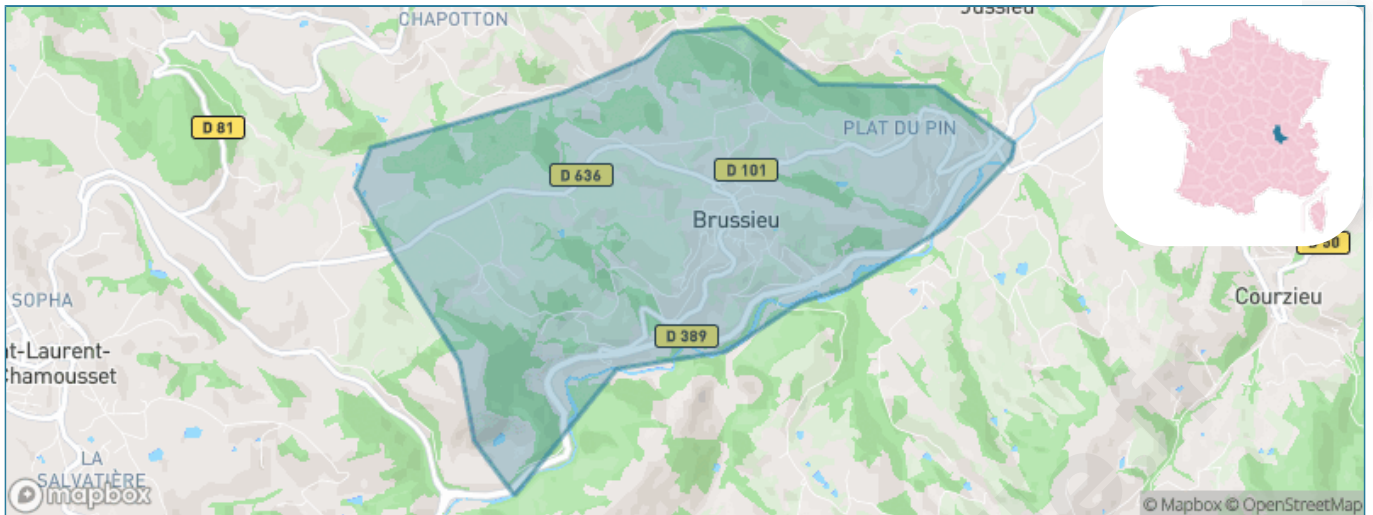 CHAPOTTON
Jussieu
D 81
PLAT DU PIN
D 636
D 101
Brussieu
D 50
SOPHA
Courzieu
D 389
nt-Laurent-
Chamousset
LA
SALVATIÈRE
mapbox
© Mapbox © OpenStreetMap